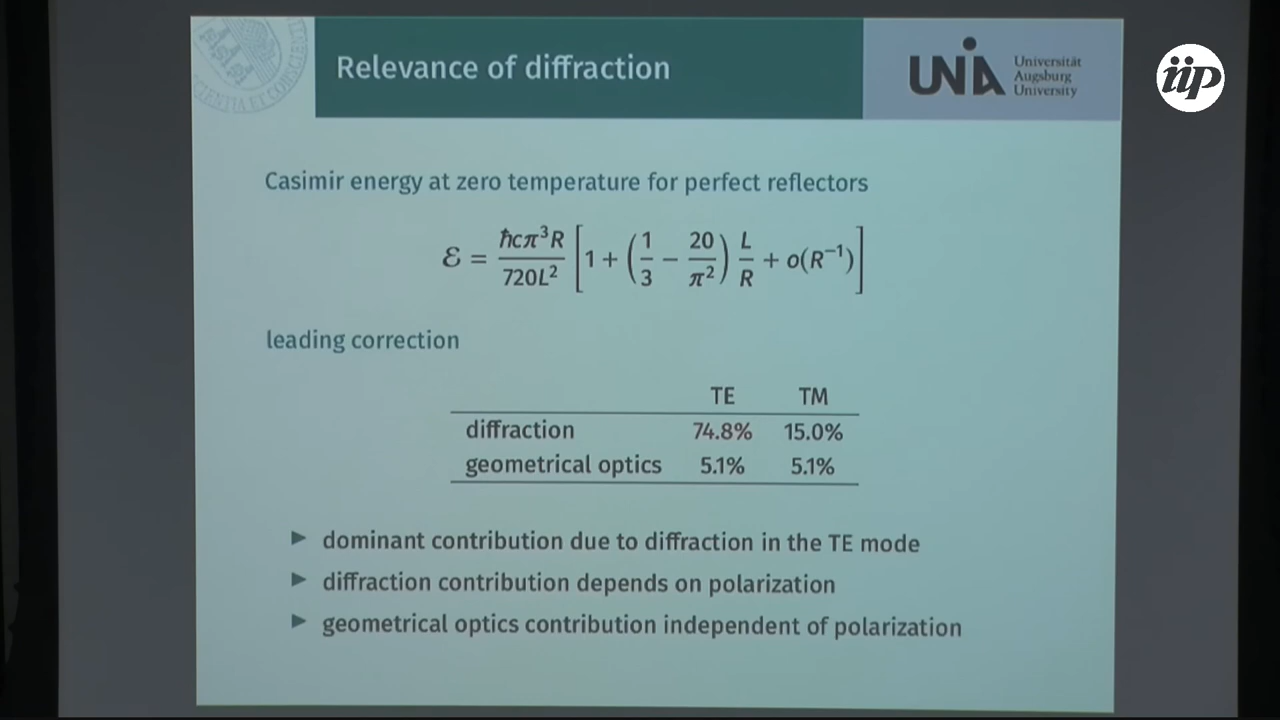 Relevance of diffraction
UNIA
Universität
Augsburg
University
iip
Casimir energy at zero temperature for perfect reflectors
ℰ = ħcπ³R / 720L² [1 + (1/3 − 20/π²) L/R + o(R⁻¹)]
leading correction
TE TM
diffraction 74.8% 15.0%
geometrical optics 5.1% 5.1%
▶ dominant contribution due to diffraction in the TE mode
▶ diffraction contribution depends on polarization
▶ geometrical optics contribution independent of polarization